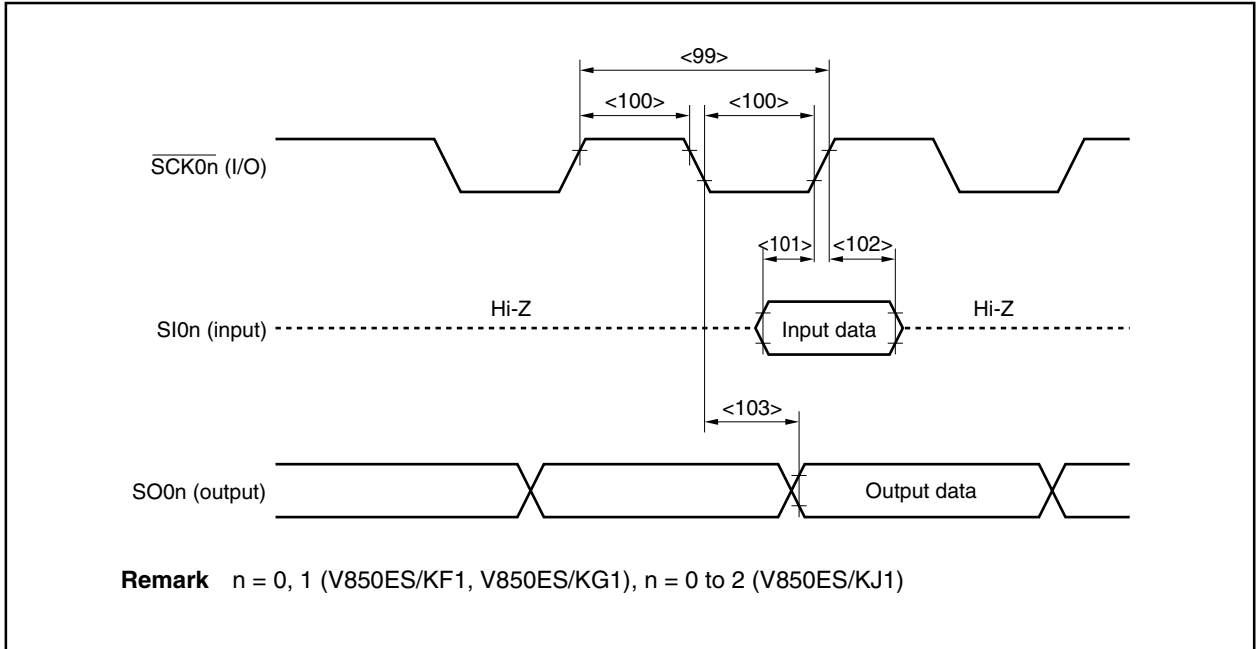 <99>
<100> <100>
SCK0n (I/O)
<101> <102>
Hi-Z Hi-Z
SI0n (input) Input data
<103>
SO0n (output) Output data
Remark n = 0, 1 (V850ES/KF1, V850ES/KG1), n = 0 to 2 (V850ES/KJ1)